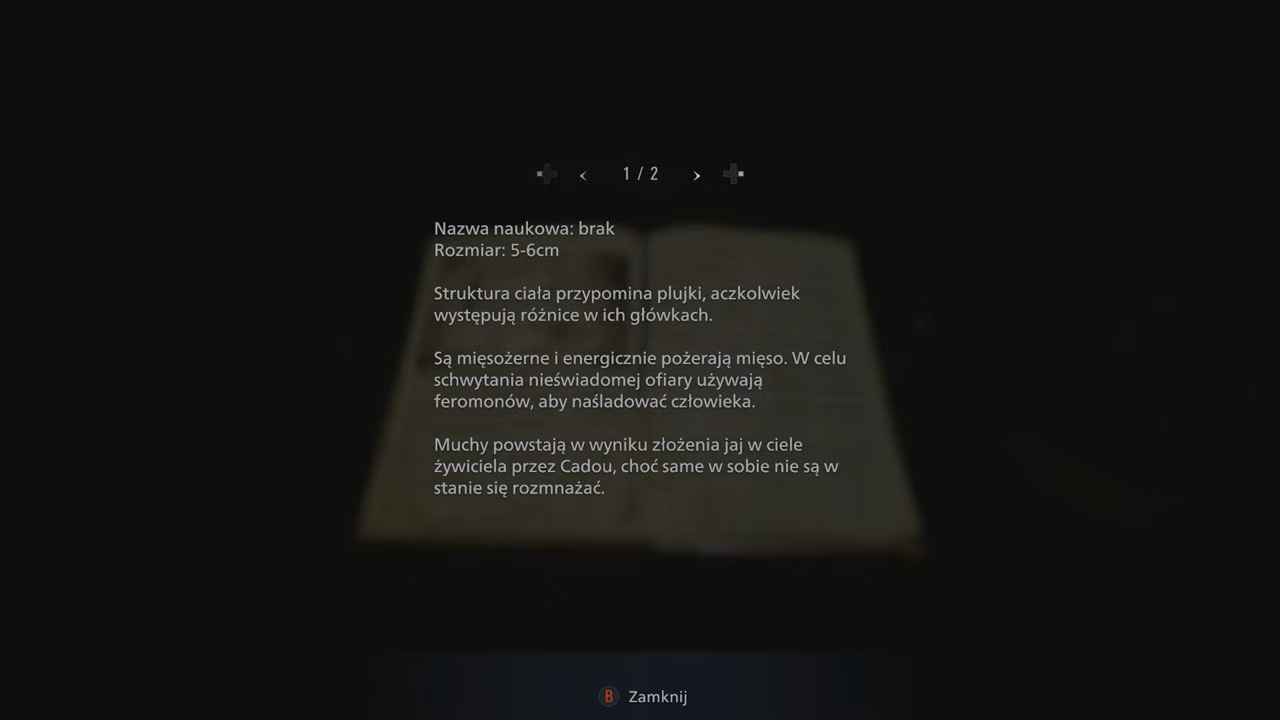 1 / 2
Nazwa naukowa: brak
Rozmiar: 5-6cm
Struktura ciała przypomina plujki, aczkolwiek
występują różnice w ich główkach.
Są mięsożerne i energicznie pożerają mięso. W celu
schwytania nieświadomej ofiary używają
feromonów, aby naśladować człowieka.
Muchy powstają w wyniku złożenia jaj w ciele
żywiciela przez Cadou, choć same w sobie nie są w
stanie się rozmnażać.
B Zamknij